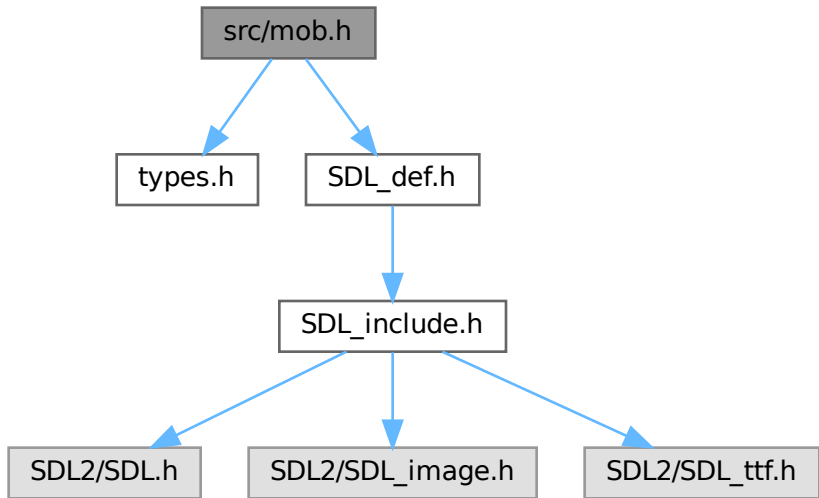 src/mob.h
types.h
SDL_def.h
SDL_include.h
SDL2/SDL.h
SDL2/SDL_image.h
SDL2/SDL_ttf.h